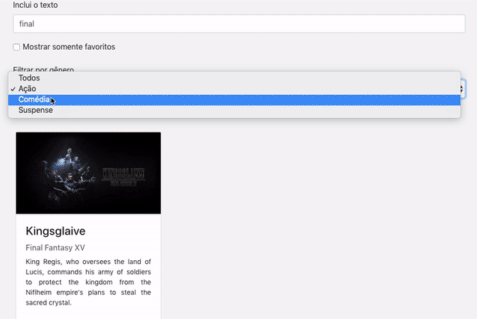 Inclui o texto
final
Mostrar somente favoritos
Filtrar por gênero
Todos
✓ Ação
Comédia
Suspense
KINGSGLAIVE
Kingsglaive
Final Fantasy XV
King Regis, who oversees the land of
Lucis, commands his army of soldiers
to protect the kingdom from the
Niflheim empire's plans to steal the
sacred crystal.